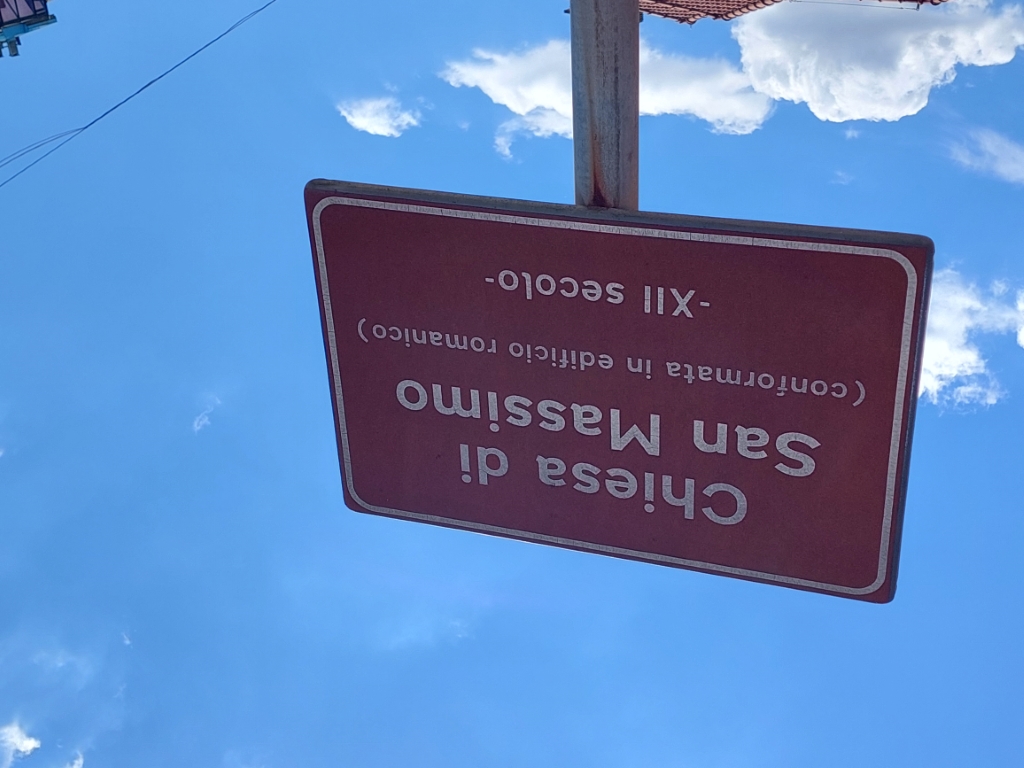 Chiesa di
San Massimo
(conformata in edificio romanico)
-XII secolo-